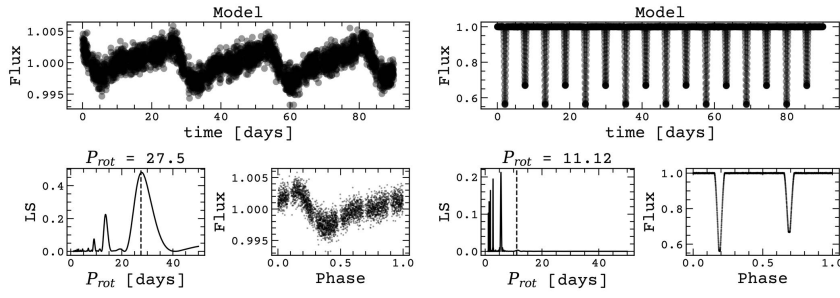 Model
1.005
1.000
0.995
Flux
0 20 40 60 80
time [days]
Model
1.0
0.8
0.6
Flux
0 20 40 60 80
time [days]
P_rot = 27.5
0.4
0.2
0.0
LS
0 20 40
P_rot [days]
1.005
1.000
0.995
Flux
0.0 0.5 1.0
Phase
P_rot = 11.12
0.2
0.1
0.0
LS
0 20 40
P_rot [days]
1.0
0.8
0.6
Flux
0.0 0.5 1.0
Phase